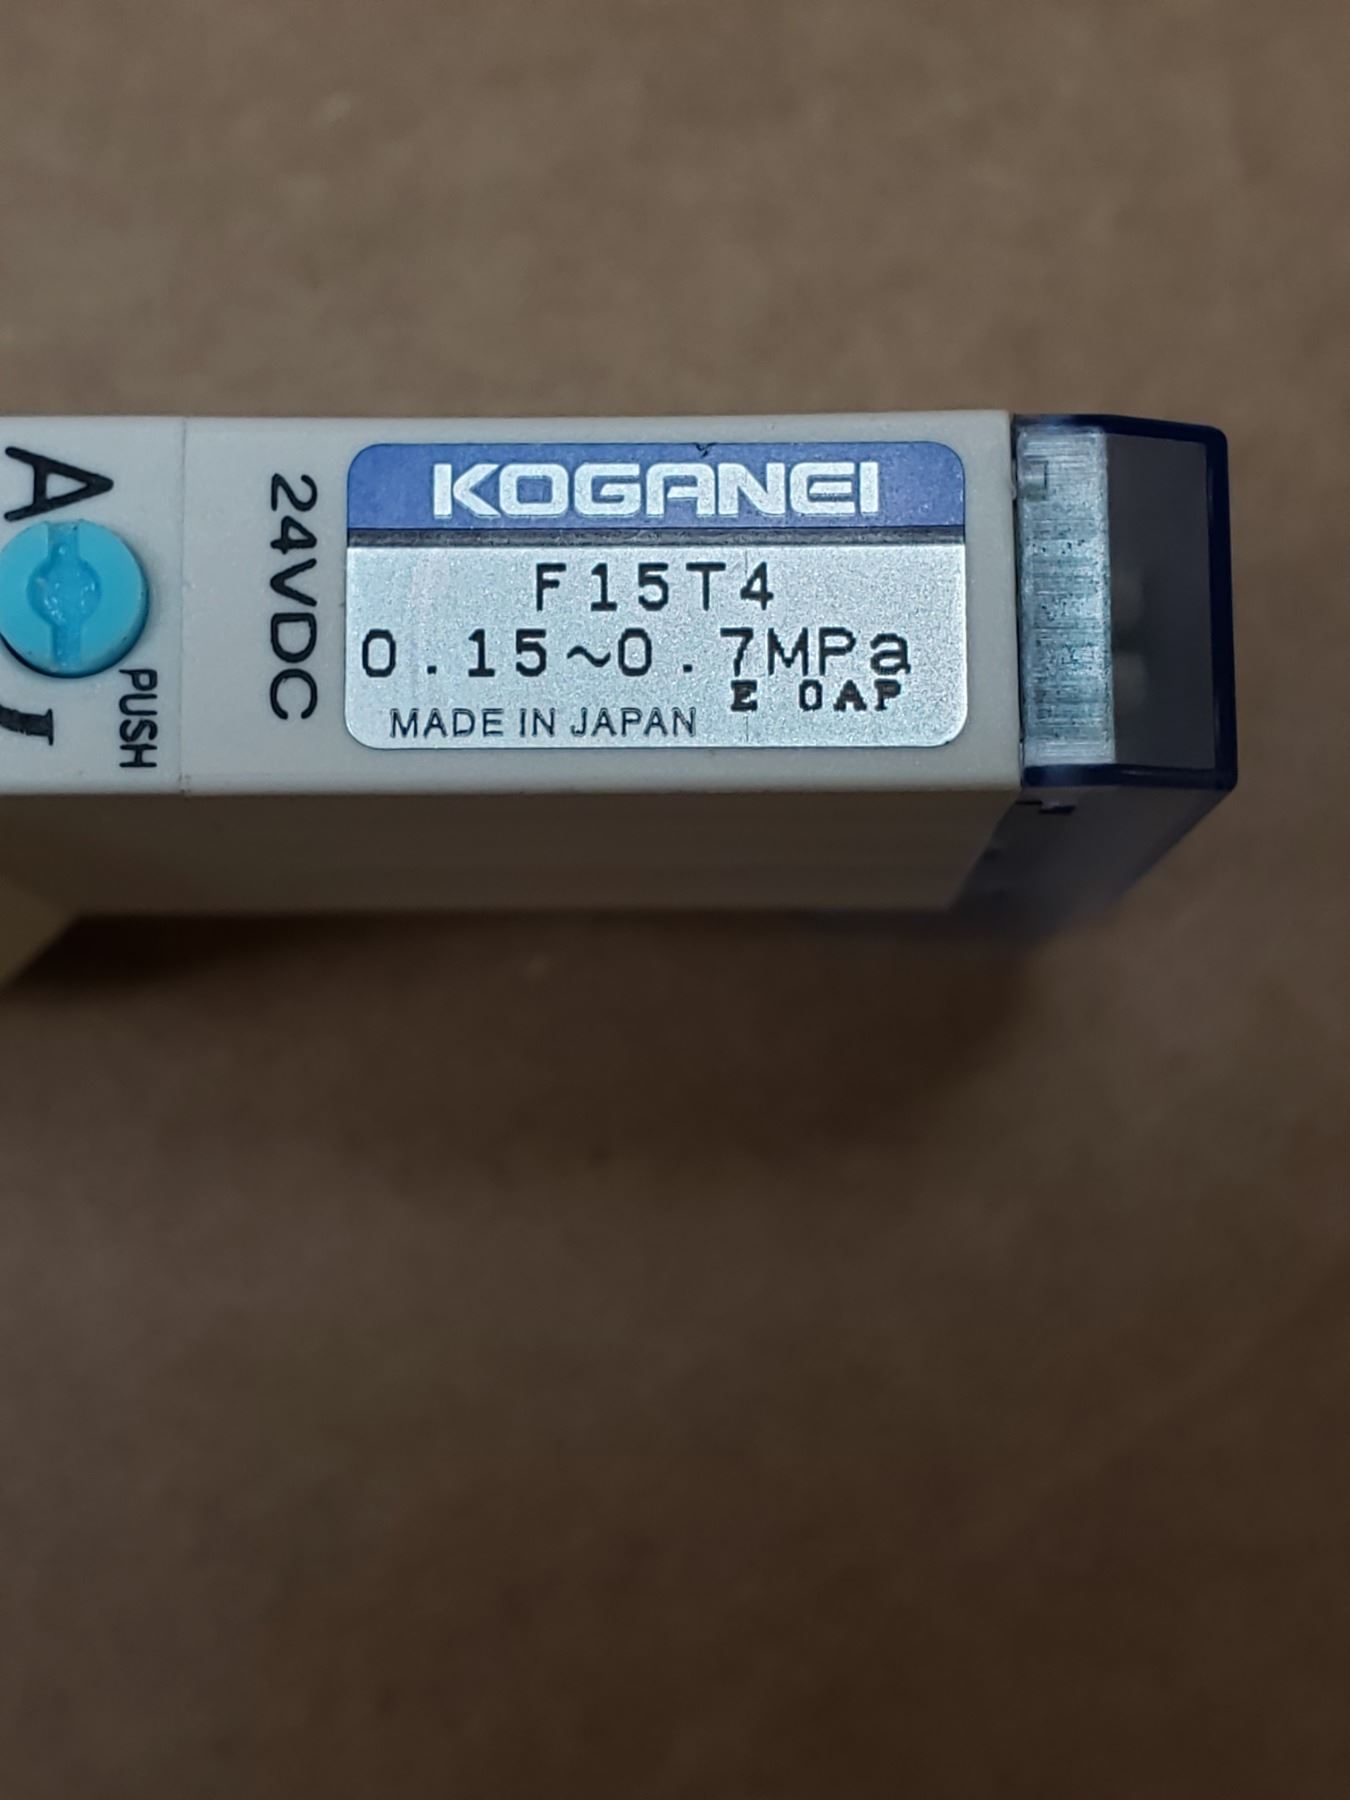 A
PUSH
24VDC
KOGANEI
F15T4
0.15~0.7MPa
E 0AP
MADE IN JAPAN